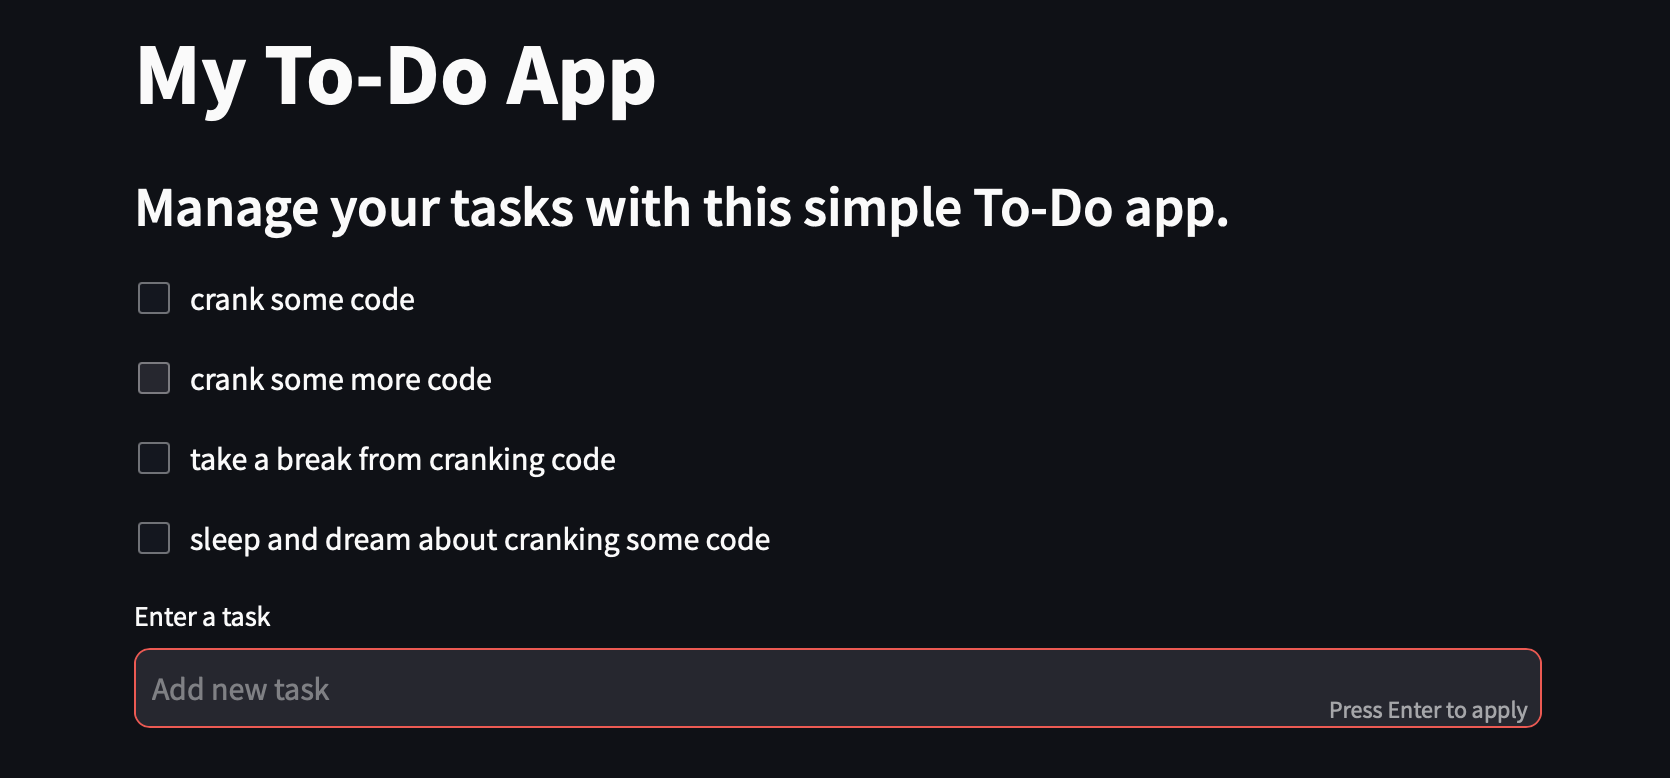 My To-Do App
Manage your tasks with this simple To-Do app.
crank some code
crank some more code
take a break from cranking code
sleep and dream about cranking some code
Enter a task
Add new task
Press Enter to apply